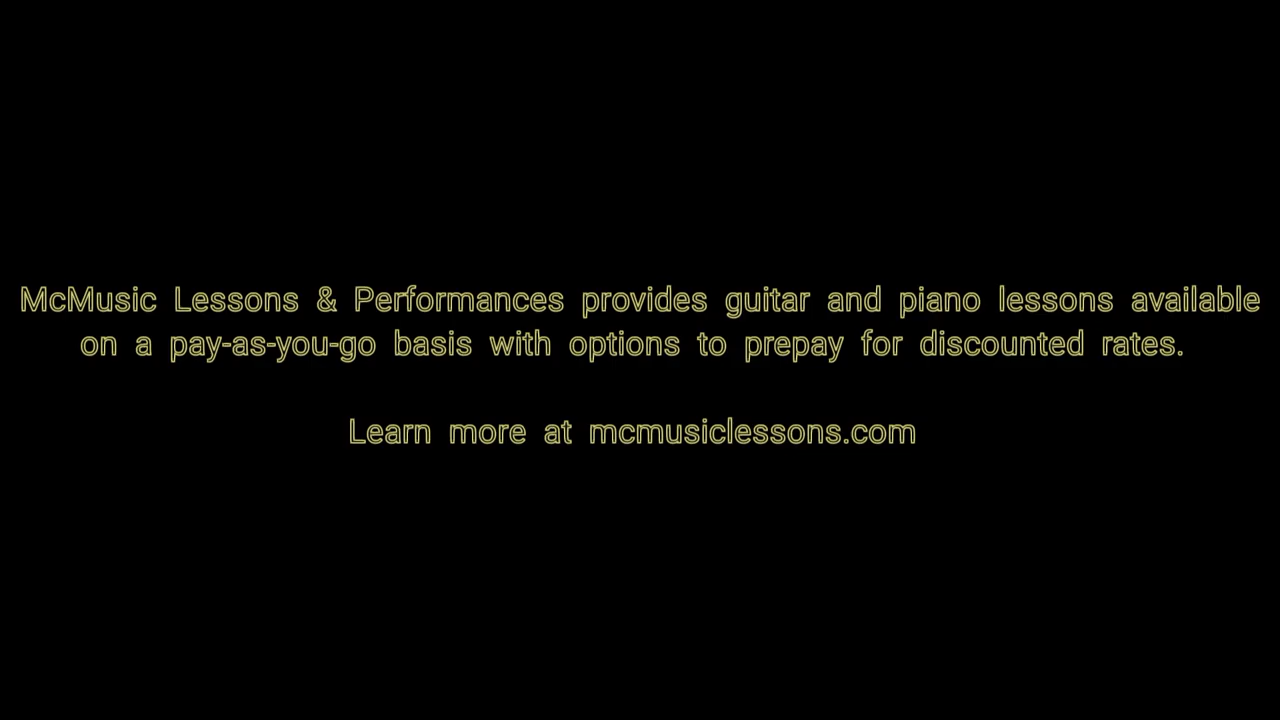 McMusic Lessons & Performances provides guitar and piano lessons available
on a pay-as-you-go basis with options to prepay for discounted rates.
Learn more at mcmusiclessons.com